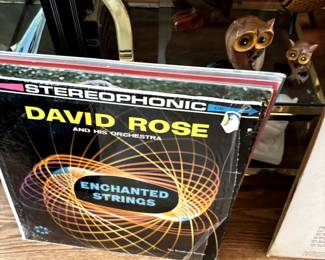 STEREOPHONIC
DAVID ROSE
AND HIS ORCHESTRA
ENCHANTED
STRINGS